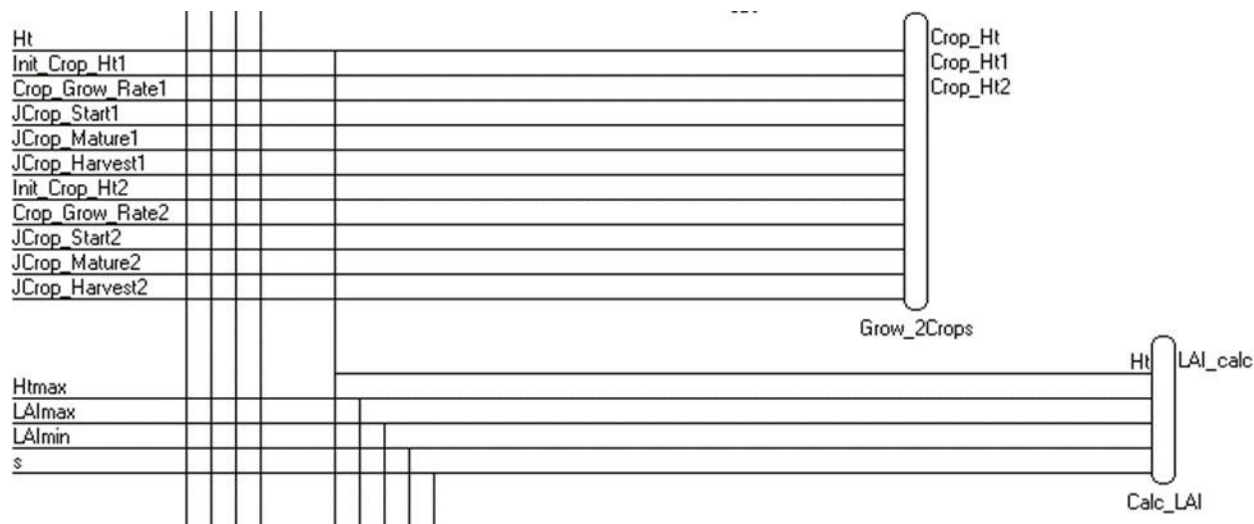 Ht
Init_Crop_Ht1
Crop_Grow_Rate1
JCrop_Start1
JCrop_Mature1
JCrop_Harvest1
Init_Crop_Ht2
Crop_Grow_Rate2
JCrop_Start2
JCrop_Mature2
JCrop_Harvest2
Crop_Ht
Crop_Ht1
Crop_Ht2
Grow_2Crops
Htmax
LAImax
LAImin
s
Ht
LAI_calc
Calc_LAI